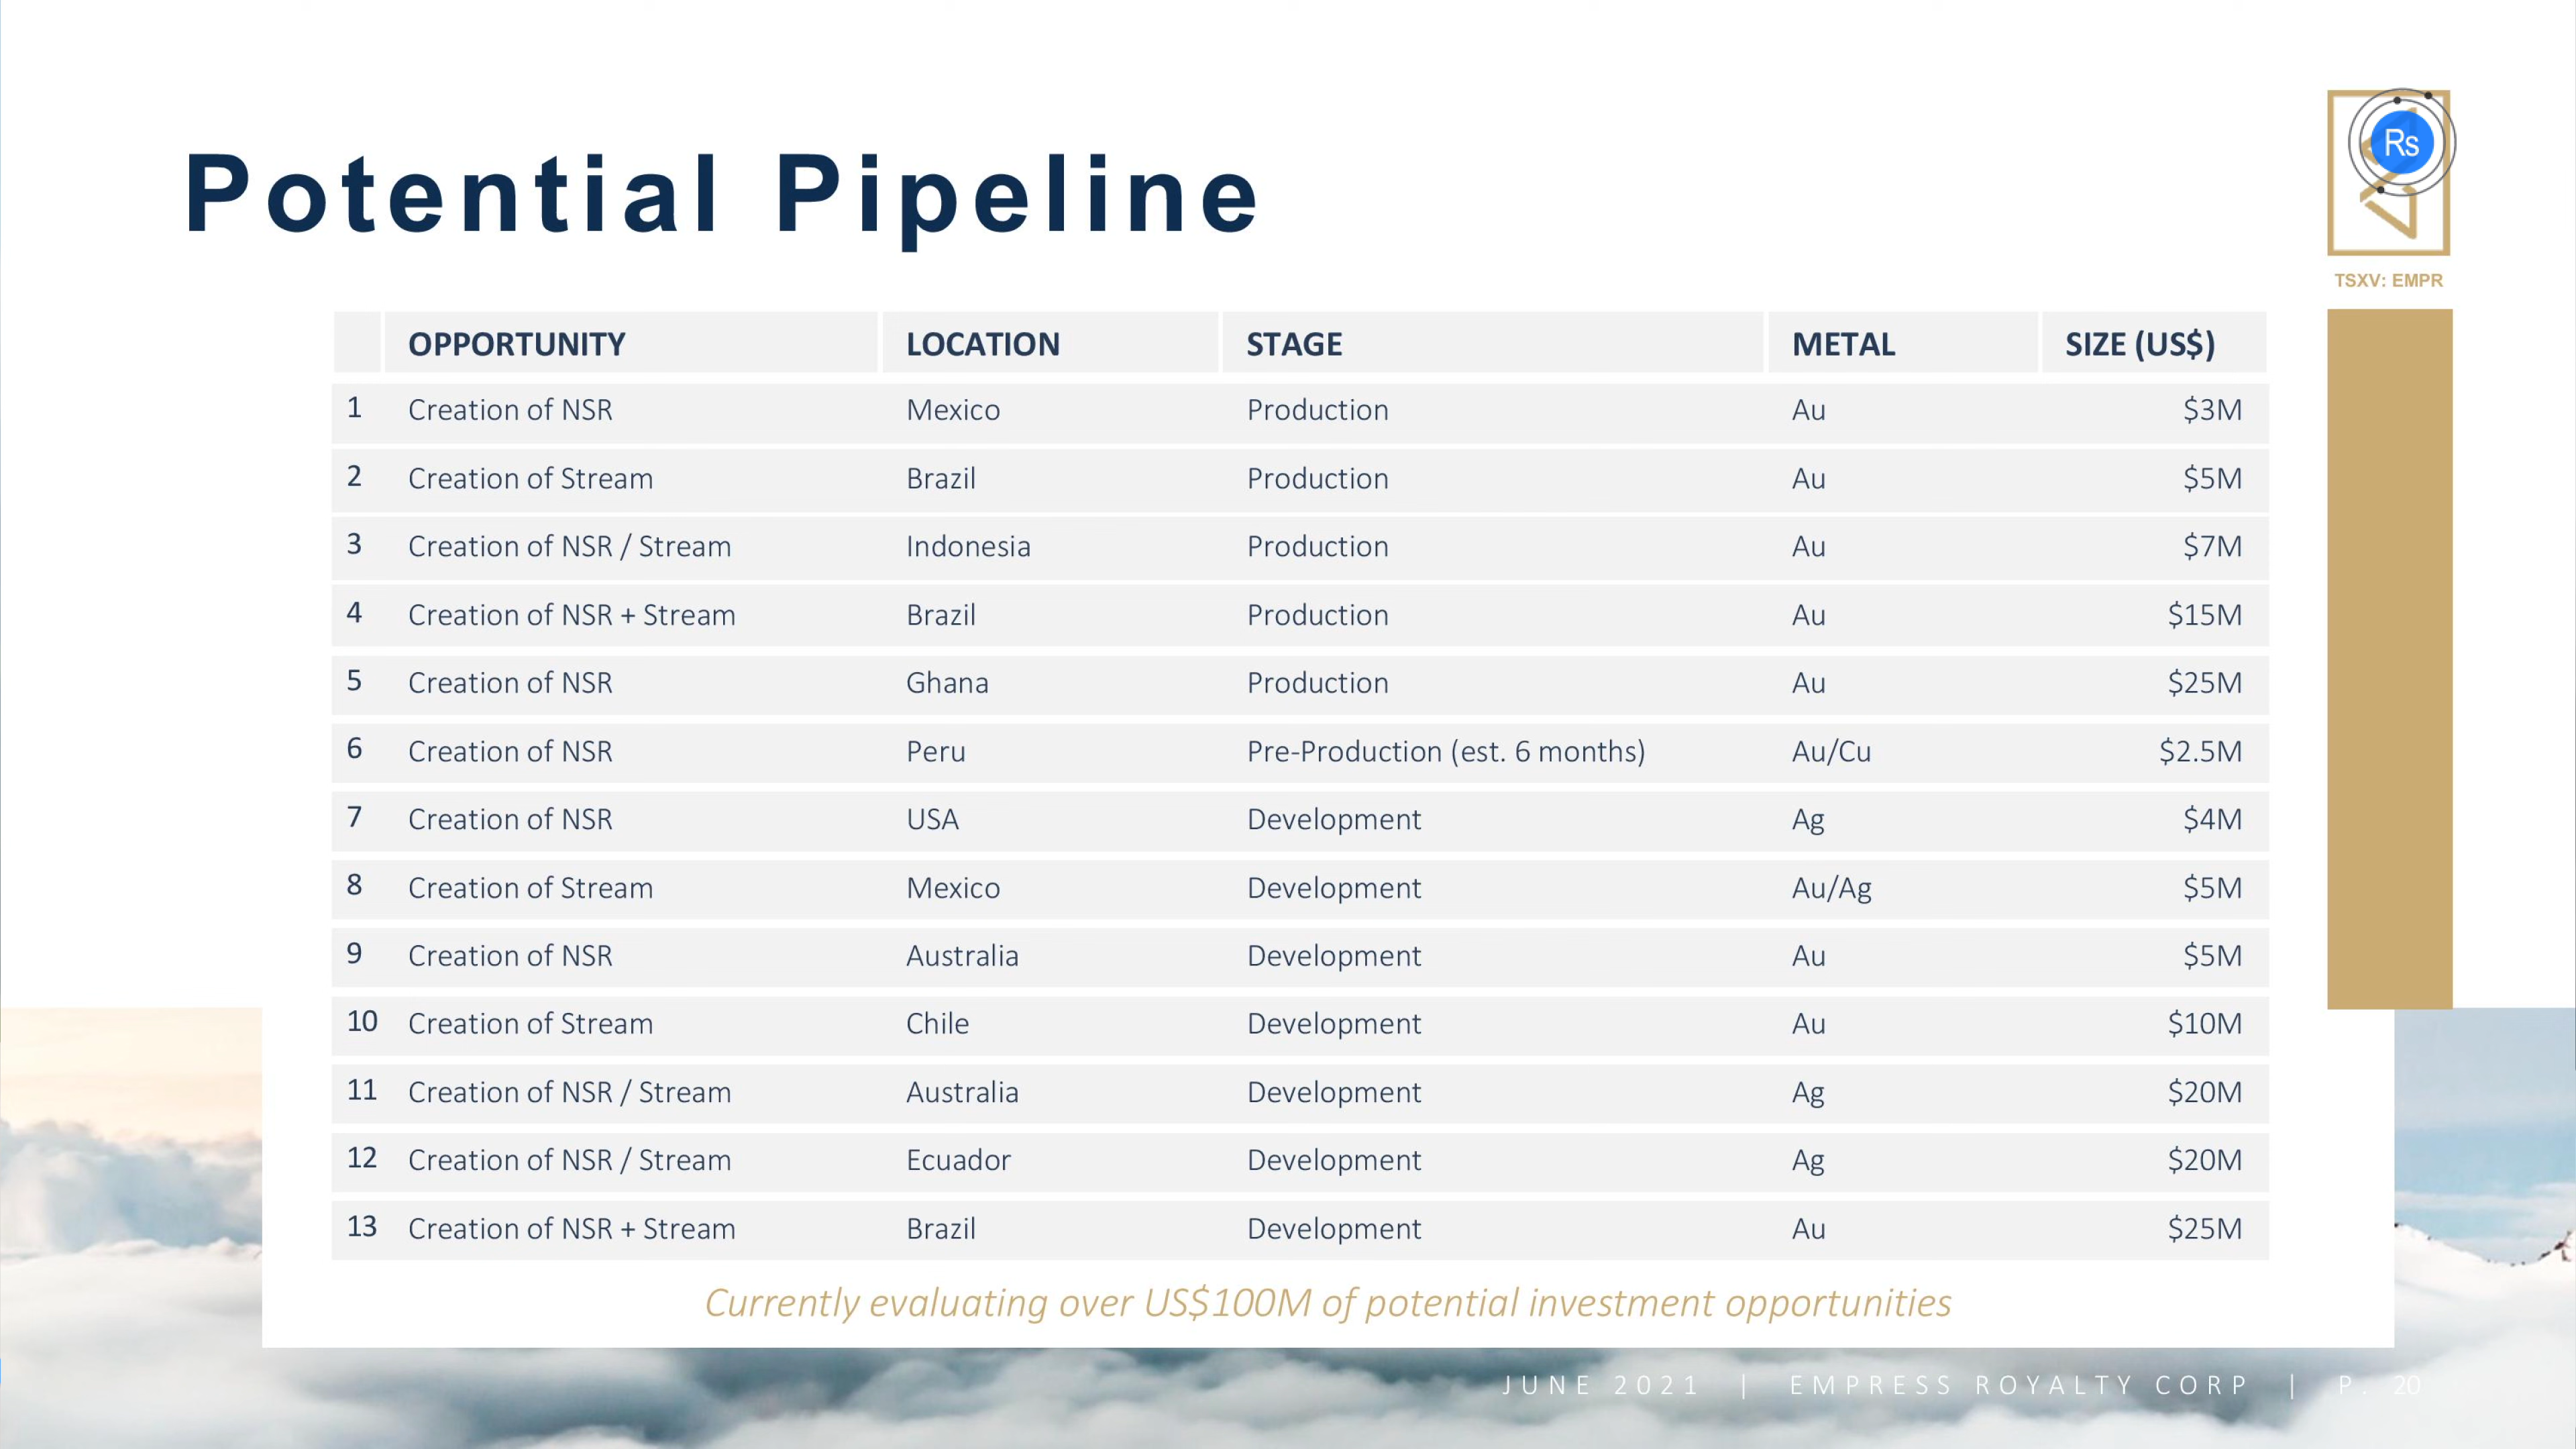 Potential Pipeline
Rs
TSXV: EMPR
OPPORTUNITY LOCATION STAGE METAL SIZE (US$)
1 Creation of NSR Mexico Production Au $3M
2 Creation of Stream Brazil Production Au $5M
3 Creation of NSR / Stream Indonesia Production Au $7M
4 Creation of NSR + Stream Brazil Production Au $15M
5 Creation of NSR Ghana Production Au $25M
6 Creation of NSR Peru Pre-Production (est. 6 months) Au/Cu $2.5M
7 Creation of NSR USA Development Ag $4M
8 Creation of Stream Mexico Development Au/Ag $5M
9 Creation of NSR Australia Development Au $5M
10 Creation of Stream Chile Development Au $10M
11 Creation of NSR / Stream Australia Development Ag $20M
12 Creation of NSR / Stream Ecuador Development Ag $20M
13 Creation of NSR + Stream Brazil Development Au $25M
Currently evaluating over US$100M of potential investment opportunities
JUNE 2021 | EMPRESS ROYALTY CORP | P. 20